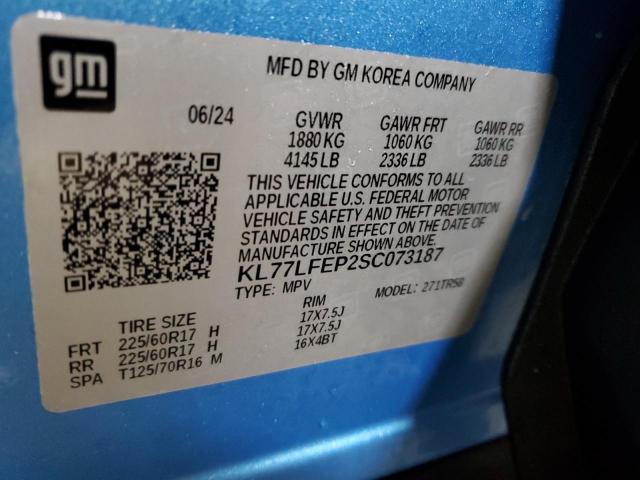 gm
MFD BY GM KOREA COMPANY
06/24 GVWR GAWR FRT GAWR RR
1880 KG 1060 KG 1060 KG
4145 LB 2336 LB 2336 LB
THIS VEHICLE CONFORMS TO ALL
APPLICABLE U.S. FEDERAL MOTOR
VEHICLE SAFETY AND THEFT PREVENTION
STANDARDS IN EFFECT ON THE DATE OF
MANUFACTURE SHOWN ABOVE.
KL77LFEP2SC073187
TYPE: MPV MODEL: 271TR58
TIRE SIZE RIM
FRT 225/60R17 H 17X7.5J
RR 225/60R17 H 17X7.5J
SPA T125/70R16 M 16X4BT